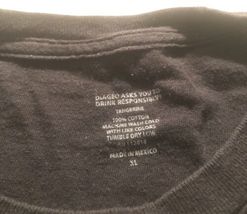 DIAGEO ASKS YOU TO
DRINK RESPONSIBLY
TANGERINE
100% COTTON
MACHINE WASH COLD
WITH LIKE COLORS
TUMBLE DRY LOW
MADE IN MEXICO
XL